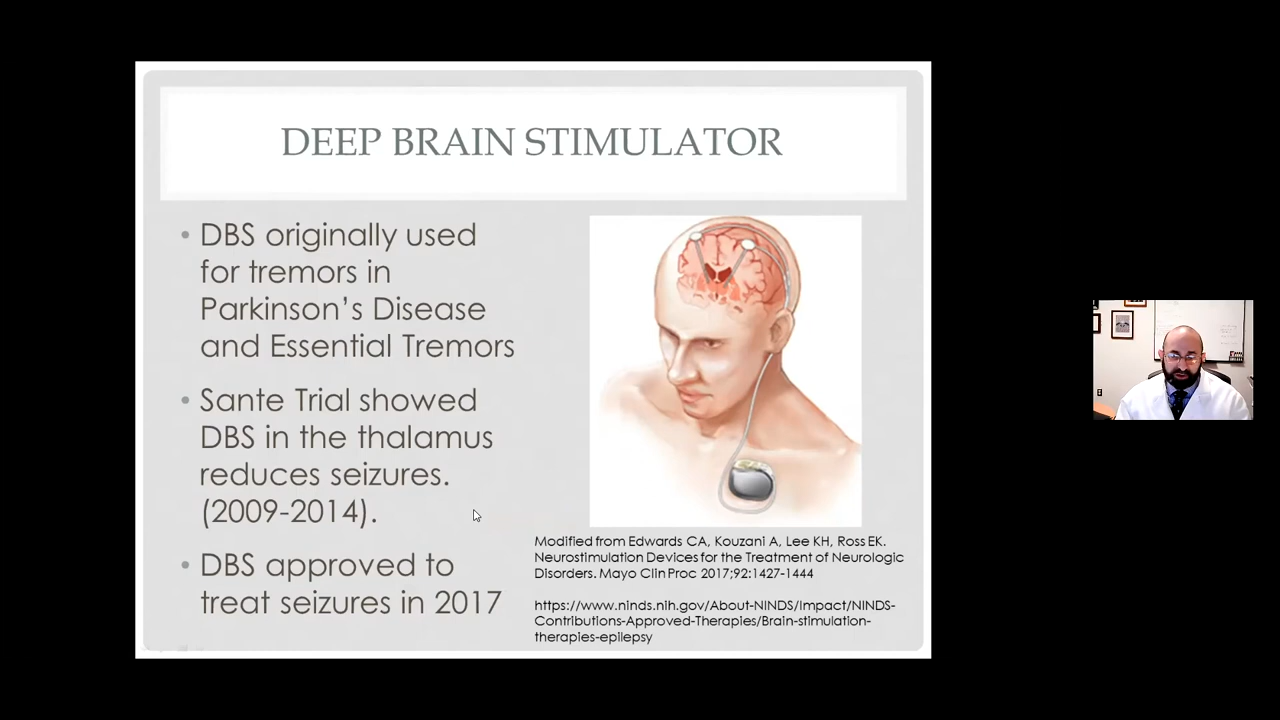 DEEP BRAIN STIMULATOR
• DBS originally used
for tremors in
Parkinson’s Disease
and Essential Tremors
• Sante Trial showed
DBS in the thalamus
reduces seizures.
(2009-2014).
• DBS approved to
treat seizures in 2017
Modified from Edwards CA, Kouzani A, Lee KH, Ross EK.
Neurostimulation Devices for the Treatment of Neurologic
Disorders. Mayo Clin Proc 2017;92:1427-1444
https://www.ninds.nih.gov/About-NINDS/Impact/NINDS-
Contributions-Approved-Therapies/Brain-stimulation-
therapies-epilepsy